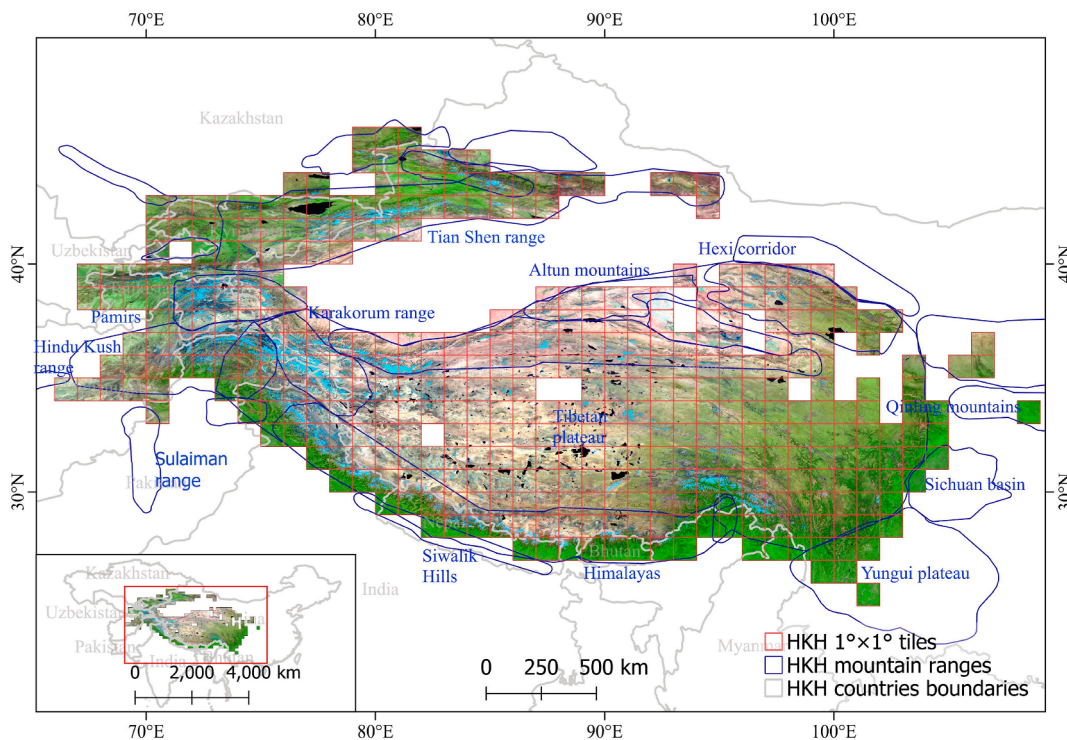 70°E
80°E
90°E
100°E
Kazakhstan
Uzbekistan
Tian Shen range
Hexi corridor
40°N
40°N
Altun mountains
Pamirs
Karakorum range
Hindu Kush
range
Qinling mountains
Tibetan
plateau
Sulaiman
range
30°N
30°N
Sichuan basin
Nepal
Bhutan
Siwalik
Hills
Himalayas
Yungui plateau
India
Myanmar
Kazakhstan
Uzbekistan
Pakistan
India
0 2,000 4,000 km
0 250 500 km
HKH 1°×1° tiles
HKH mountain ranges
HKH countries boundaries
70°E
80°E
90°E
100°E